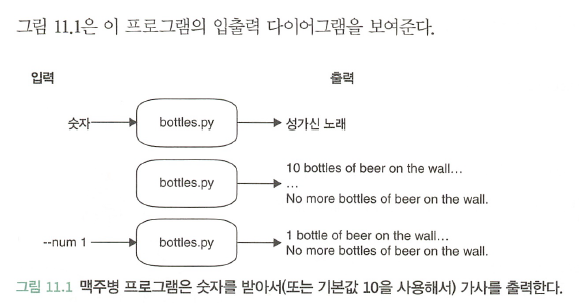 그림 11.1은 이 프로그램의 입출력 다이어그램을 보여준다.
입력
출력
숫자
bottles.py
성가신 노래
bottles.py
10 bottles of beer on the wall...
...
No more bottles of beer on the wall.
--num 1
bottles.py
1 bottle of beer on the wall...
No more bottles of beer on the wall.
그림 11.1 맥주병 프로그램은 숫자를 받아서(또는 기본값 10을 사용해서) 가사를 출력한다.